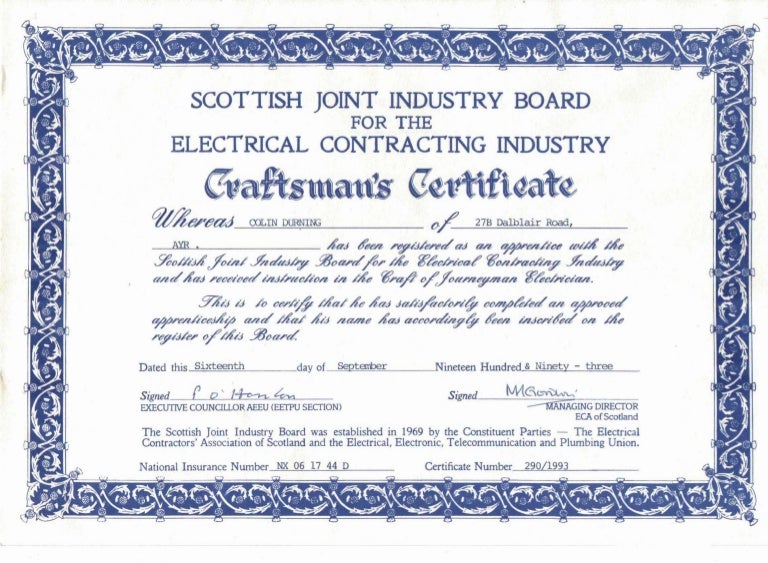 SCOTTISH JOINT INDUSTRY BOARD
FOR THE
ELECTRICAL CONTRACTING INDUSTRY
Craftsman's Certificate
Whereas COLIN DURNING of 27B Dalblair Road,
AYR . has been registered as an apprentice with the
Scottish Joint Industry Board for the Electrical Contracting Industry
and has received instruction in the Craft of Journeyman Electrician.
This is to certify that he has satisfactorily completed an approved
apprenticeship and that his name has accordingly been inscribed on the
register of this Board.
Dated this Sixteenth day of September Nineteen Hundred & Ninety - three
Signed P O'Hanlon Signed
EXECUTIVE COUNCILLOR AEEU (EETPU SECTION) MANAGING DIRECTOR
ECA of Scotland
The Scottish Joint Industry Board was established in 1969 by the Constituent Parties — The Electrical
Contractors' Association of Scotland and the Electrical, Electronic, Telecommunication and Plumbing Union.
National Insurance Number NX 06 17 44 D Certificate Number 290/1993